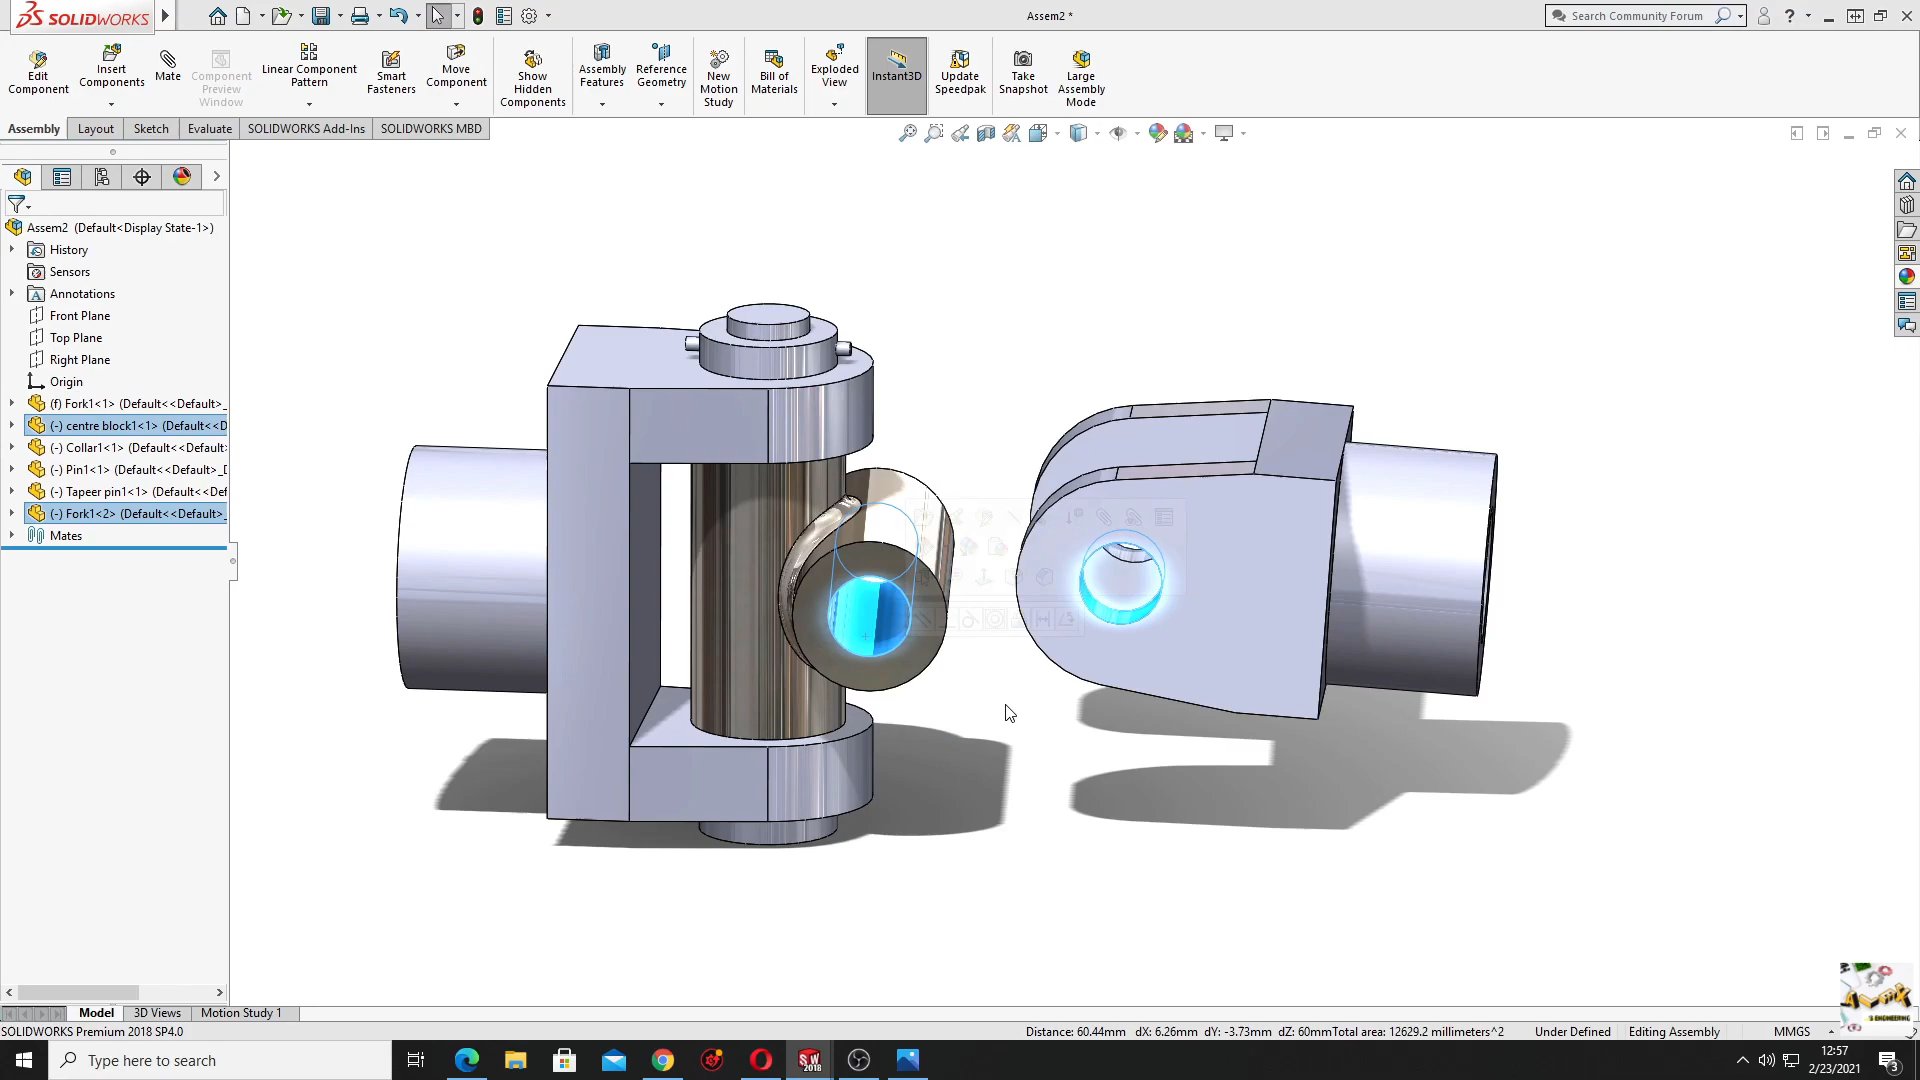 SOLIDWORKS
Assem2 *
Search Community Forum
Edit Component
Insert Components
Mate
Component Preview Window
Linear Component Pattern
Smart Fasteners
Move Component
Show Hidden Components
Assembly Features
Reference Geometry
New Motion Study
Bill of Materials
Exploded View
Instant3D
Update Speedpak
Take Snapshot
Large Assembly Mode
Assembly
Layout
Sketch
Evaluate
SOLIDWORKS Add-Ins
SOLIDWORKS MBD
Assem2 (Default<Display State-1>)
History
Sensors
Annotations
Front Plane
Top Plane
Right Plane
Origin
(f) Fork1<1> (Default<<Default>_
(-) centre block1<1> (Default<<D
(-) Collar1<1> (Default<<Default>
(-) Pin1<1> (Default<<Default>_D
(-) Tapeer pin1<1> (Default<<Def
(-) Fork1<2> (Default<<Default>_
Mates
Model
3D Views
Motion Study 1
SOLIDWORKS Premium 2018 SP4.0
Distance: 60.44mm dX: 6.26mm dY: -3.73mm dZ: 60mmTotal area: 12629.2 millimeters^2
Under Defined
Editing Assembly
MMGS
Type here to search
SW
2018
12:57
2/23/2021
3